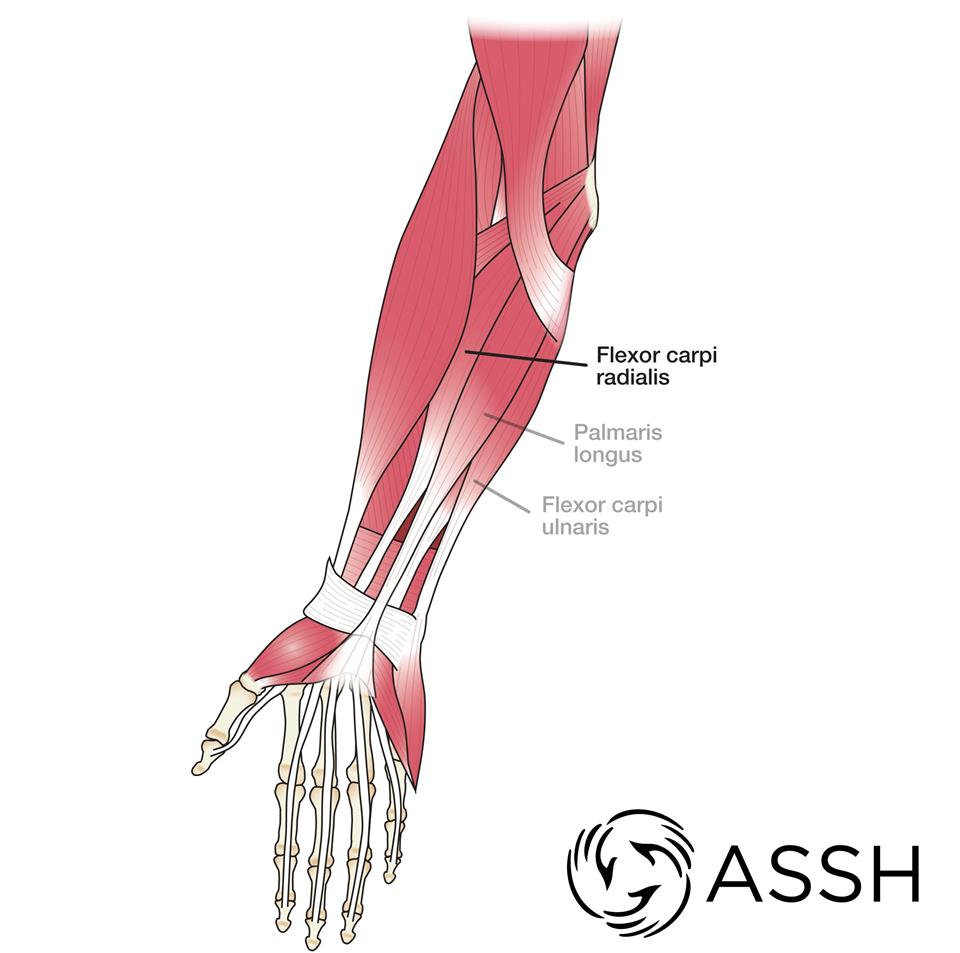 Flexor carpi
radialis
Palmaris
longus
Flexor carpi
ulnaris
ASSH